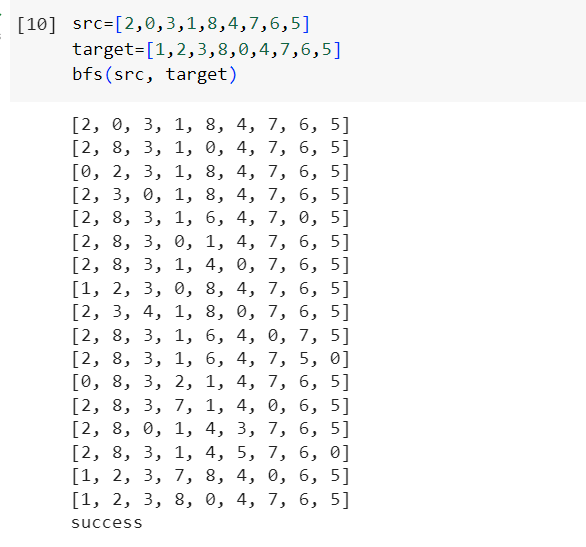 [10] src=[2,0,3,1,8,4,7,6,5]
target=[1,2,3,8,0,4,7,6,5]
bfs(src, target)
[2, 0, 3, 1, 8, 4, 7, 6, 5]
[2, 8, 3, 1, 0, 4, 7, 6, 5]
[0, 2, 3, 1, 8, 4, 7, 6, 5]
[2, 3, 0, 1, 8, 4, 7, 6, 5]
[2, 8, 3, 1, 6, 4, 7, 0, 5]
[2, 8, 3, 0, 1, 4, 7, 6, 5]
[2, 8, 3, 1, 4, 0, 7, 6, 5]
[1, 2, 3, 0, 8, 4, 7, 6, 5]
[2, 3, 4, 1, 8, 0, 7, 6, 5]
[2, 8, 3, 1, 6, 4, 0, 7, 5]
[2, 8, 3, 1, 6, 4, 7, 5, 0]
[0, 8, 3, 2, 1, 4, 7, 6, 5]
[2, 8, 3, 7, 1, 4, 0, 6, 5]
[2, 8, 0, 1, 4, 3, 7, 6, 5]
[2, 8, 3, 1, 4, 5, 7, 6, 0]
[1, 2, 3, 7, 8, 4, 0, 6, 5]
[1, 2, 3, 8, 0, 4, 7, 6, 5]
success